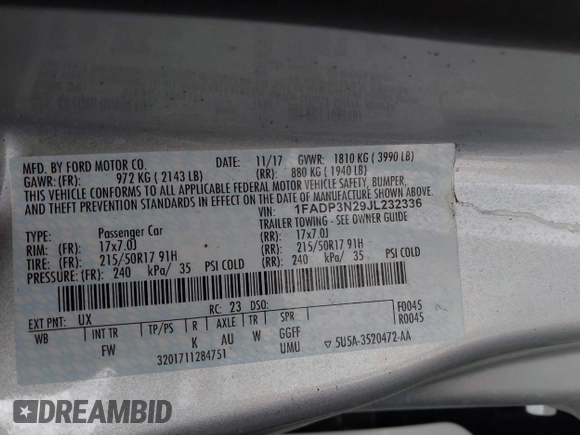 MFD. BY FORD MOTOR CO.
DATE: 11/17 GVWR: 1810 KG ( 3990 LB)
GAWR: (FR): 972 KG ( 2143 LB) (RR): 880 KG ( 1940 LB)
THIS VEHICLE CONFORMS TO ALL APPLICABLE FEDERAL MOTOR VEHICLE SAFETY, BUMPER,
AND THEFT PREVENTION STANDARDS IN EFFECT ON THE DATE OF MANUFACTURE SHOWN ABOVE.
VIN: 1FADP3N29JL232336
TYPE: Passenger Car TRAILER TOWING - SEE OWNER GUIDE
RIM: (FR) 17x7.0J (RR) 17x7.0J
TIRE: (FR) 215/50R17 91H (RR) 215/50R17 91H
PRESSURE: (FR) 240 kPa/ 35 PSI COLD (RR) 240 kPa/ 35 PSI COLD
EXT PNT: UX RC: 23 DSO: F0045
WB INT TR TP/PS R AXLE TR SPR R0045
FW K AU W GGFF
3201711284751 UMU ▽ 5U5A-3520472-AA
DREAMBID
AUTO AUCTIONS